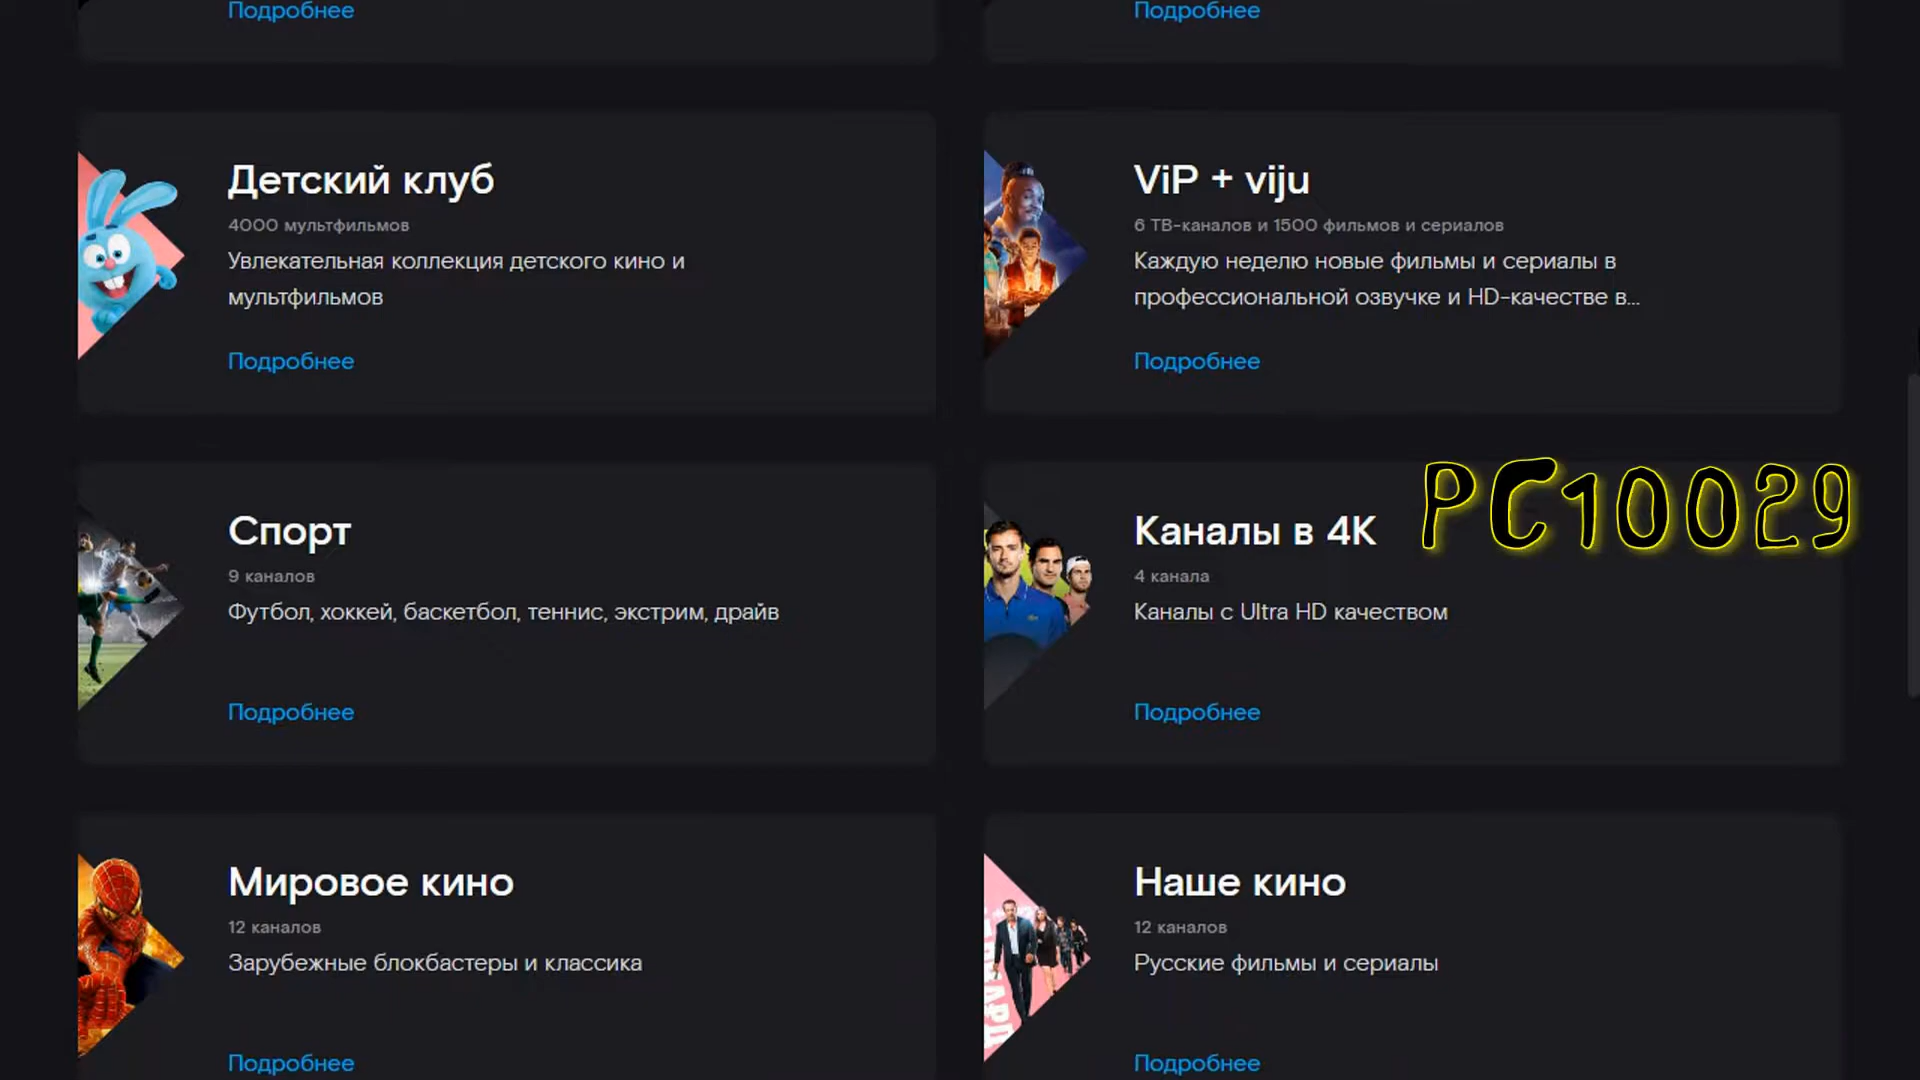 Подробнее
Подробнее
Детский клуб
4000 мультфильмов
Увлекательная коллекция детского кино и
мультфильмов
Подробнее
ViP + viju
6 ТВ-каналов и 1500 фильмов и сериалов
Каждую неделю новые фильмы и сериалы в
профессиональной озвучке и HD-качестве в...
Подробнее
Спорт
9 каналов
Футбол, хоккей, баскетбол, теннис, экстрим, драйв
Подробнее
Каналы в 4K
PC10029
4 канала
Каналы с Ultra HD качеством
Подробнее
Мировое кино
12 каналов
Зарубежные блокбастеры и классика
Подробнее
Наше кино
12 каналов
Русские фильмы и сериалы
Подробнее